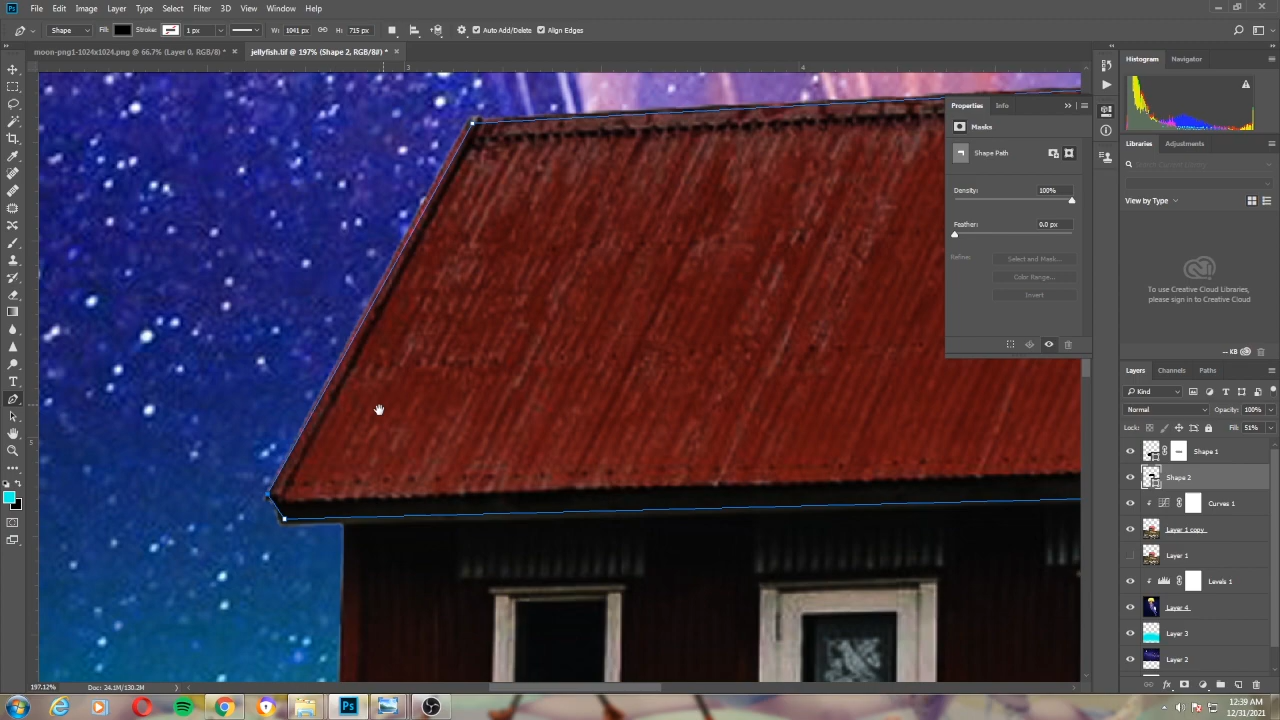 File Edit Image Layer Type Select Filter 3D View Window Help
Shape Fill: Stroke: 1 px W: 1041 px H: 715 px Auto Add/Delete Align Edges
moon-png1-1024x1024.png @ 66.7% (Layer 0, RGB/8) * × jellyfish.tif @ 197% (Shape 2, RGB/8#) * ×
3 4
5
Properties Info
Masks
Shape Path
Density: 100%
Feather: 0.0 px
Refine: Select and Mask...
Color Range...
Invert
Histogram Navigator
Libraries Adjustments
View by Type
To use Creative Cloud Libraries,
please sign in to Creative Cloud
-- KB
Layers Channels Paths
Kind
Normal Opacity: 100%
Lock: Fill: 51%
Shape 1
Shape 2
Curves 1
Layer 1 copy
Layer 1
Levels 1
Layer 4
Layer 3
Layer 2
197.12% Doc: 24.1M/130.2M
Ps
12:39 AM
12/31/2021